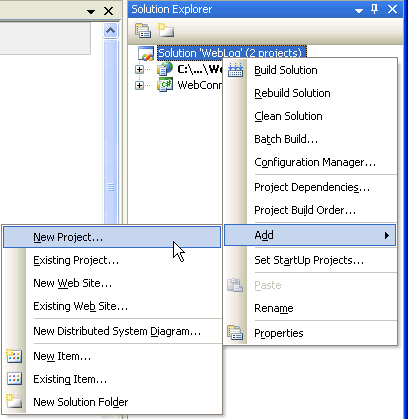 Solution Explorer
Solution 'WebLog' (2 projects)
C:\...\We
WebConn
Build Solution
Rebuild Solution
Clean Solution
Batch Build...
Configuration Manager...
Project Dependencies...
Project Build Order...
Add
Set StartUp Projects...
Paste
Rename
Properties
New Project...
Existing Project...
New Web Site...
Existing Web Site...
New Distributed System Diagram...
New Item...
Existing Item...
New Solution Folder